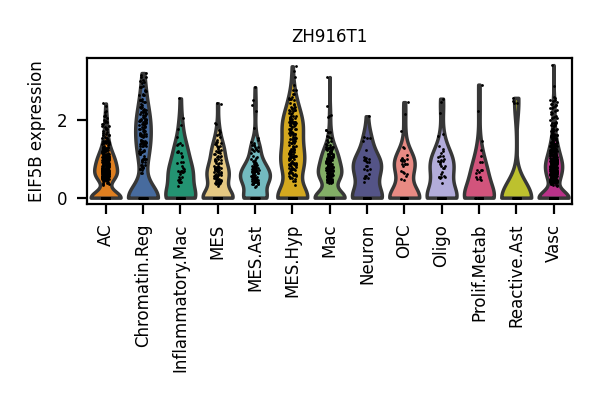 ZH916T1
EIF5B expression
2
0
AC
Chromatin.Reg
Inflammatory.Mac
MES
MES.Ast
MES.Hyp
Mac
Neuron
OPC
Oligo
Prolif.Metab
Reactive.Ast
Vasc